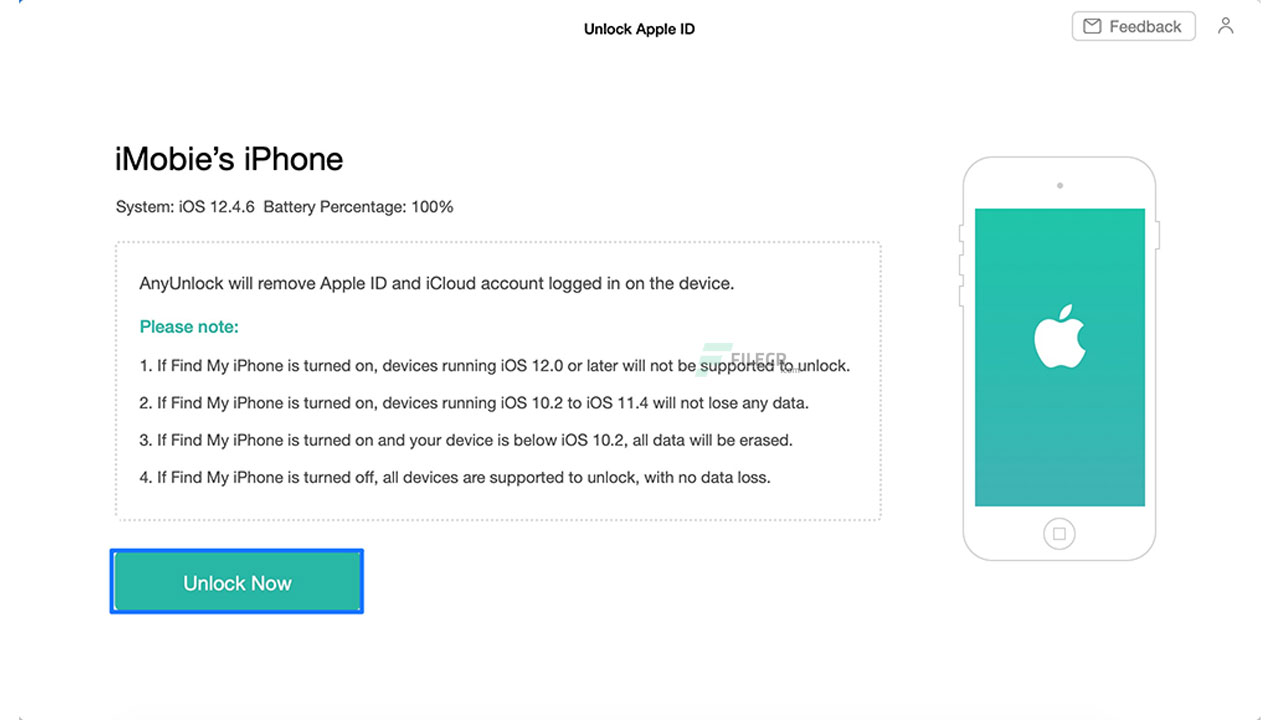 Unlock Apple ID
Feedback
iMobie’s iPhone
System: iOS 12.4.6 Battery Percentage: 100%
AnyUnlock will remove Apple ID and iCloud account logged in on the device.
Please note:
1. If Find My iPhone is turned on, devices running iOS 12.0 or later will not be supported to unlock.
FILECR
.com
2. If Find My iPhone is turned on, devices running iOS 10.2 to iOS 11.4 will not lose any data.
3. If Find My iPhone is turned on and your device is below iOS 10.2, all data will be erased.
4. If Find My iPhone is turned off, all devices are supported to unlock, with no data loss.
Unlock Now